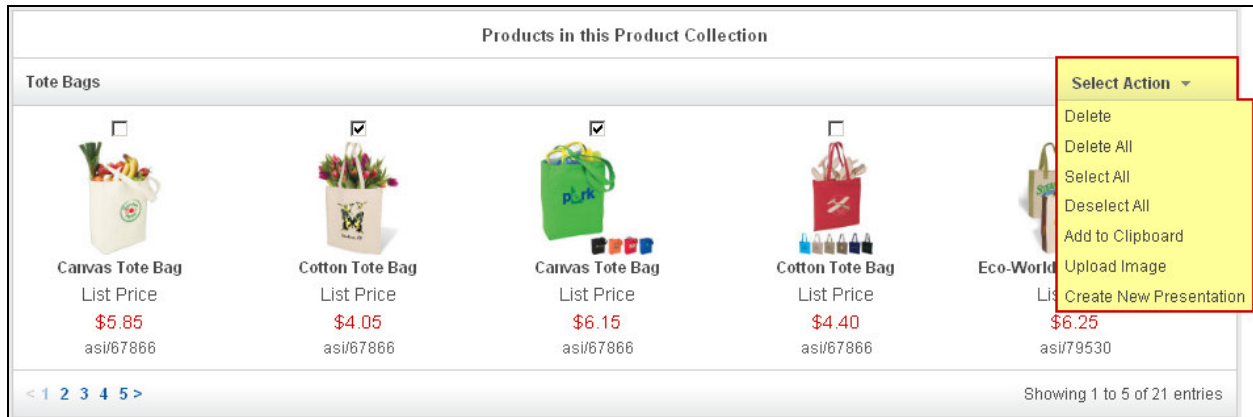 Products in this Product Collection
Tote Bags
Select Action
Delete
Delete All
Select All
Deselect All
Add to Clipboard
Upload Image
Create New Presentation
park
Canvas Tote Bag
List Price
$5.85
asi/67866
Cotton Tote Bag
List Price
$4.05
asi/67866
Canvas Tote Bag
List Price
$6.15
asi/67866
Cotton Tote Bag
List Price
$4.40
asi/67866
Eco-World
$6.25
asi/79530
< 1 2 3 4 5 >
Showing 1 to 5 of 21 entries